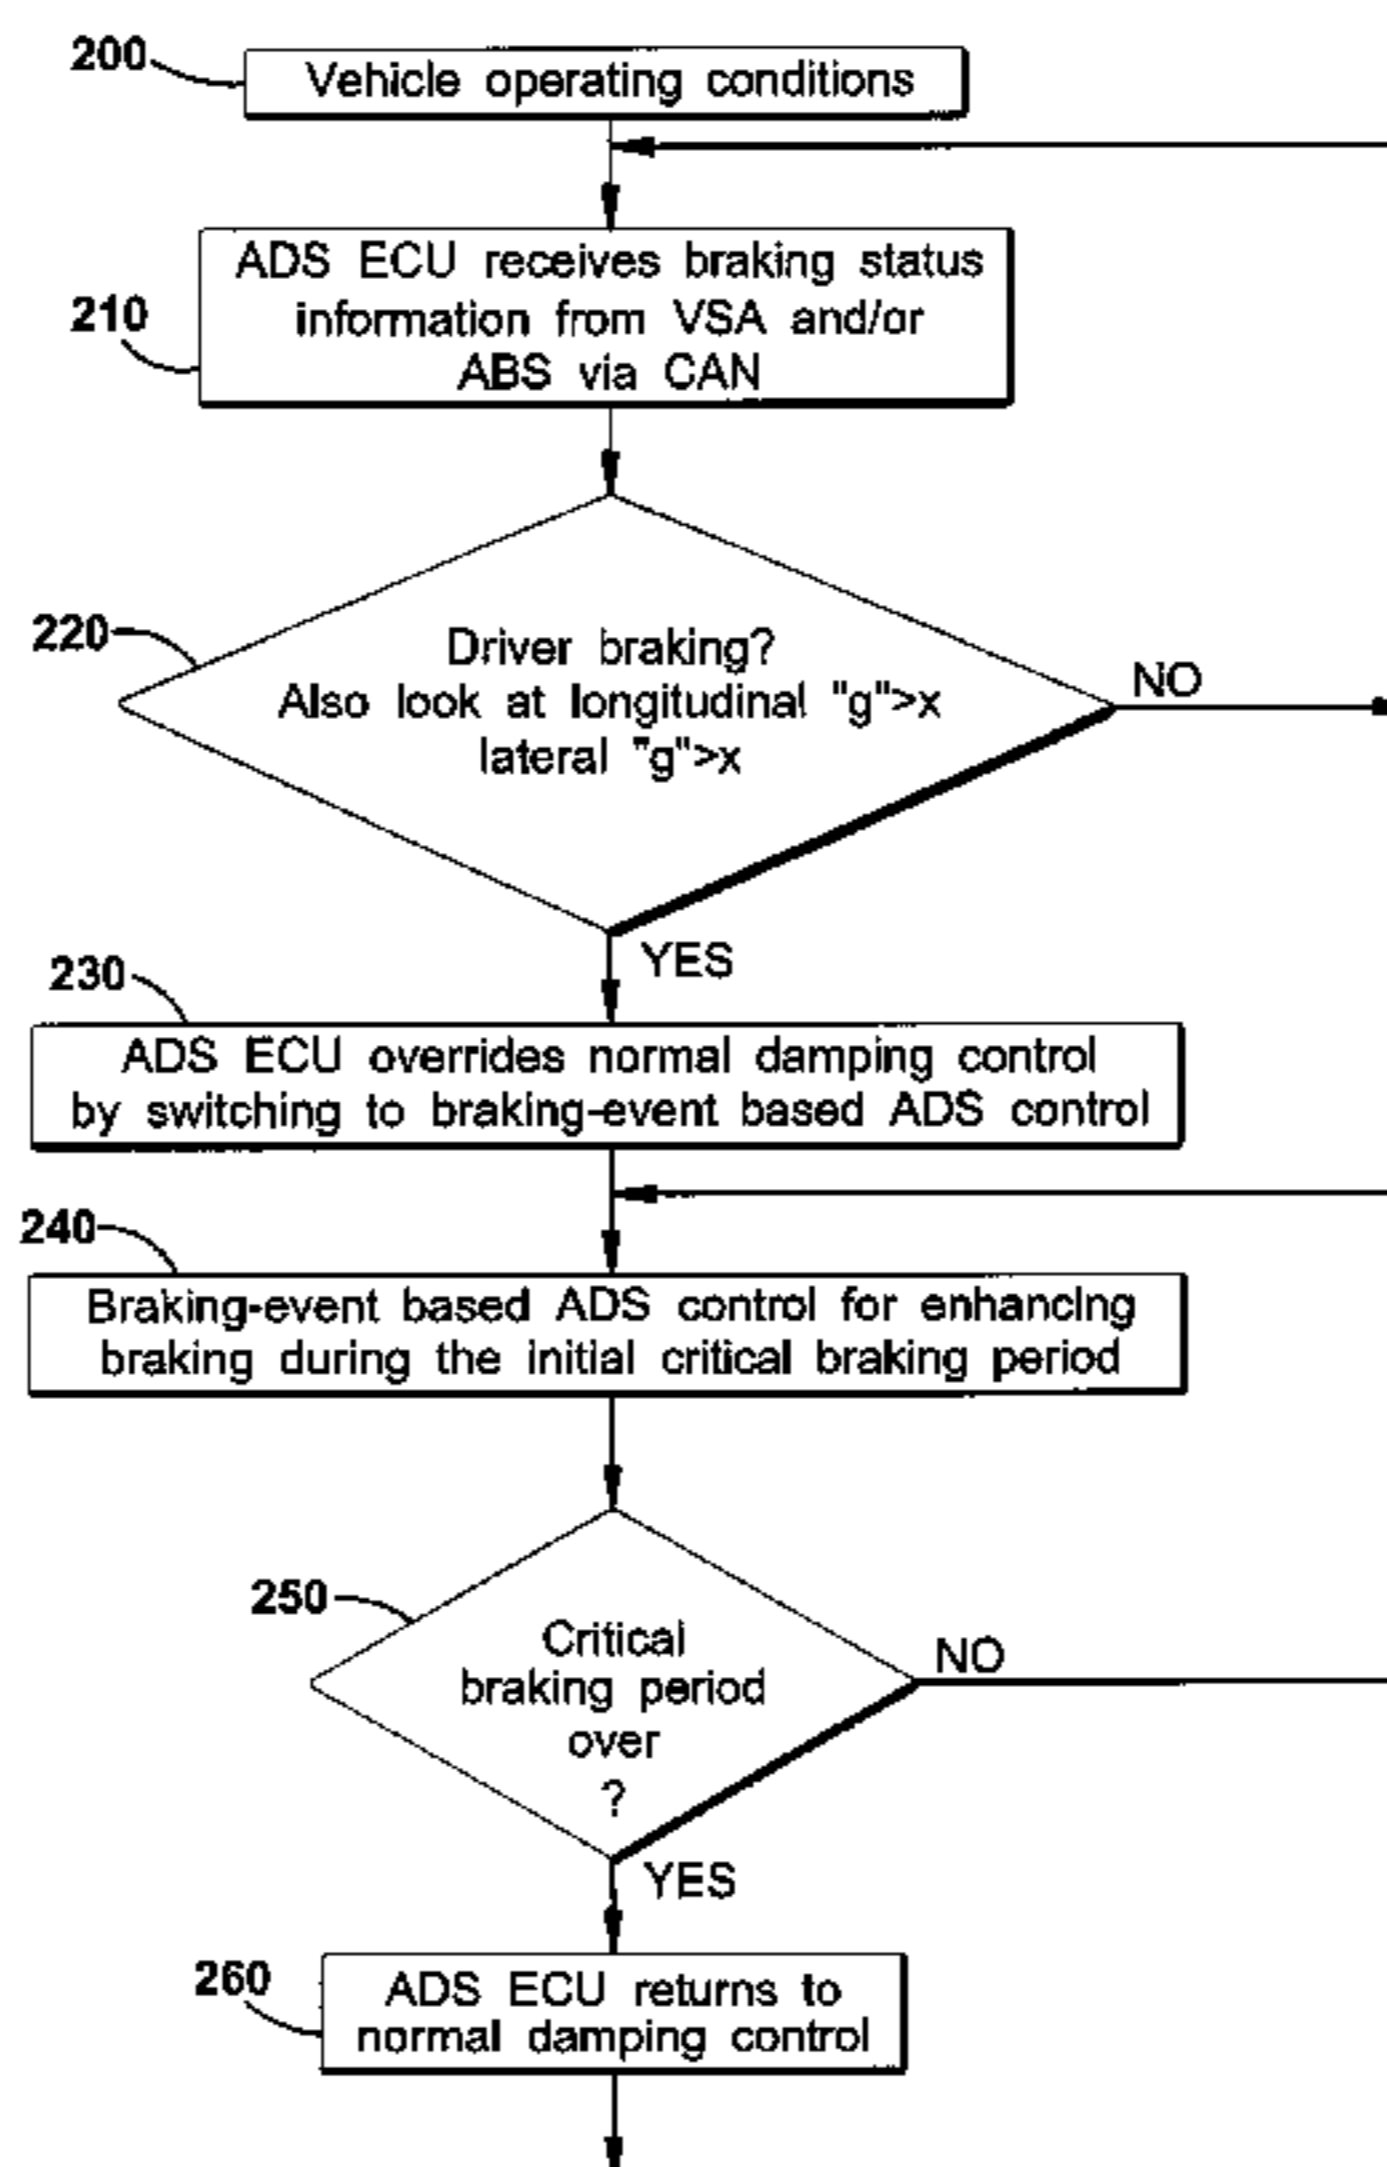 200
Vehicle operating conditions
210
ADS ECU receives braking status
information from VSA and/or
ABS via CAN
220
Driver braking?
Also look at longitudinal "g">x
lateral "g">x
NO
YES
230
ADS ECU overrides normal damping control
by switching to braking-event based ADS control
240
Braking-event based ADS control for enhancing
braking during the initial critical braking period
250
Critical
braking period
over
?
NO
YES
260
ADS ECU returns to
normal damping control